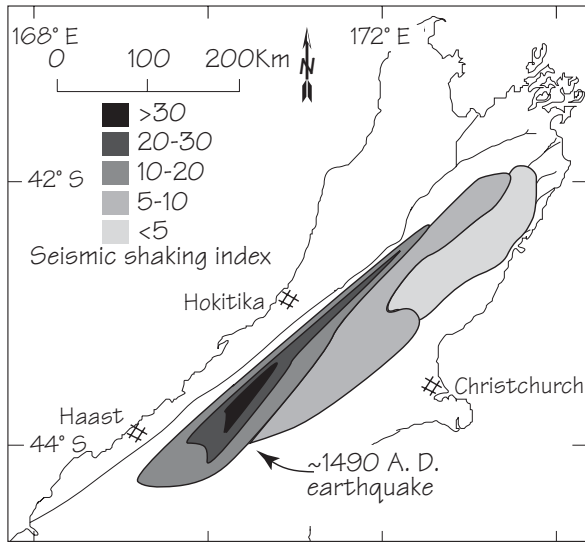 168° E
172° E
0 100 200Km
N
>30
20-30
10-20
5-10
<5
Seismic shaking index
42° S
Hokitika
Christchurch
Haast
44° S
~1490 A. D.
earthquake